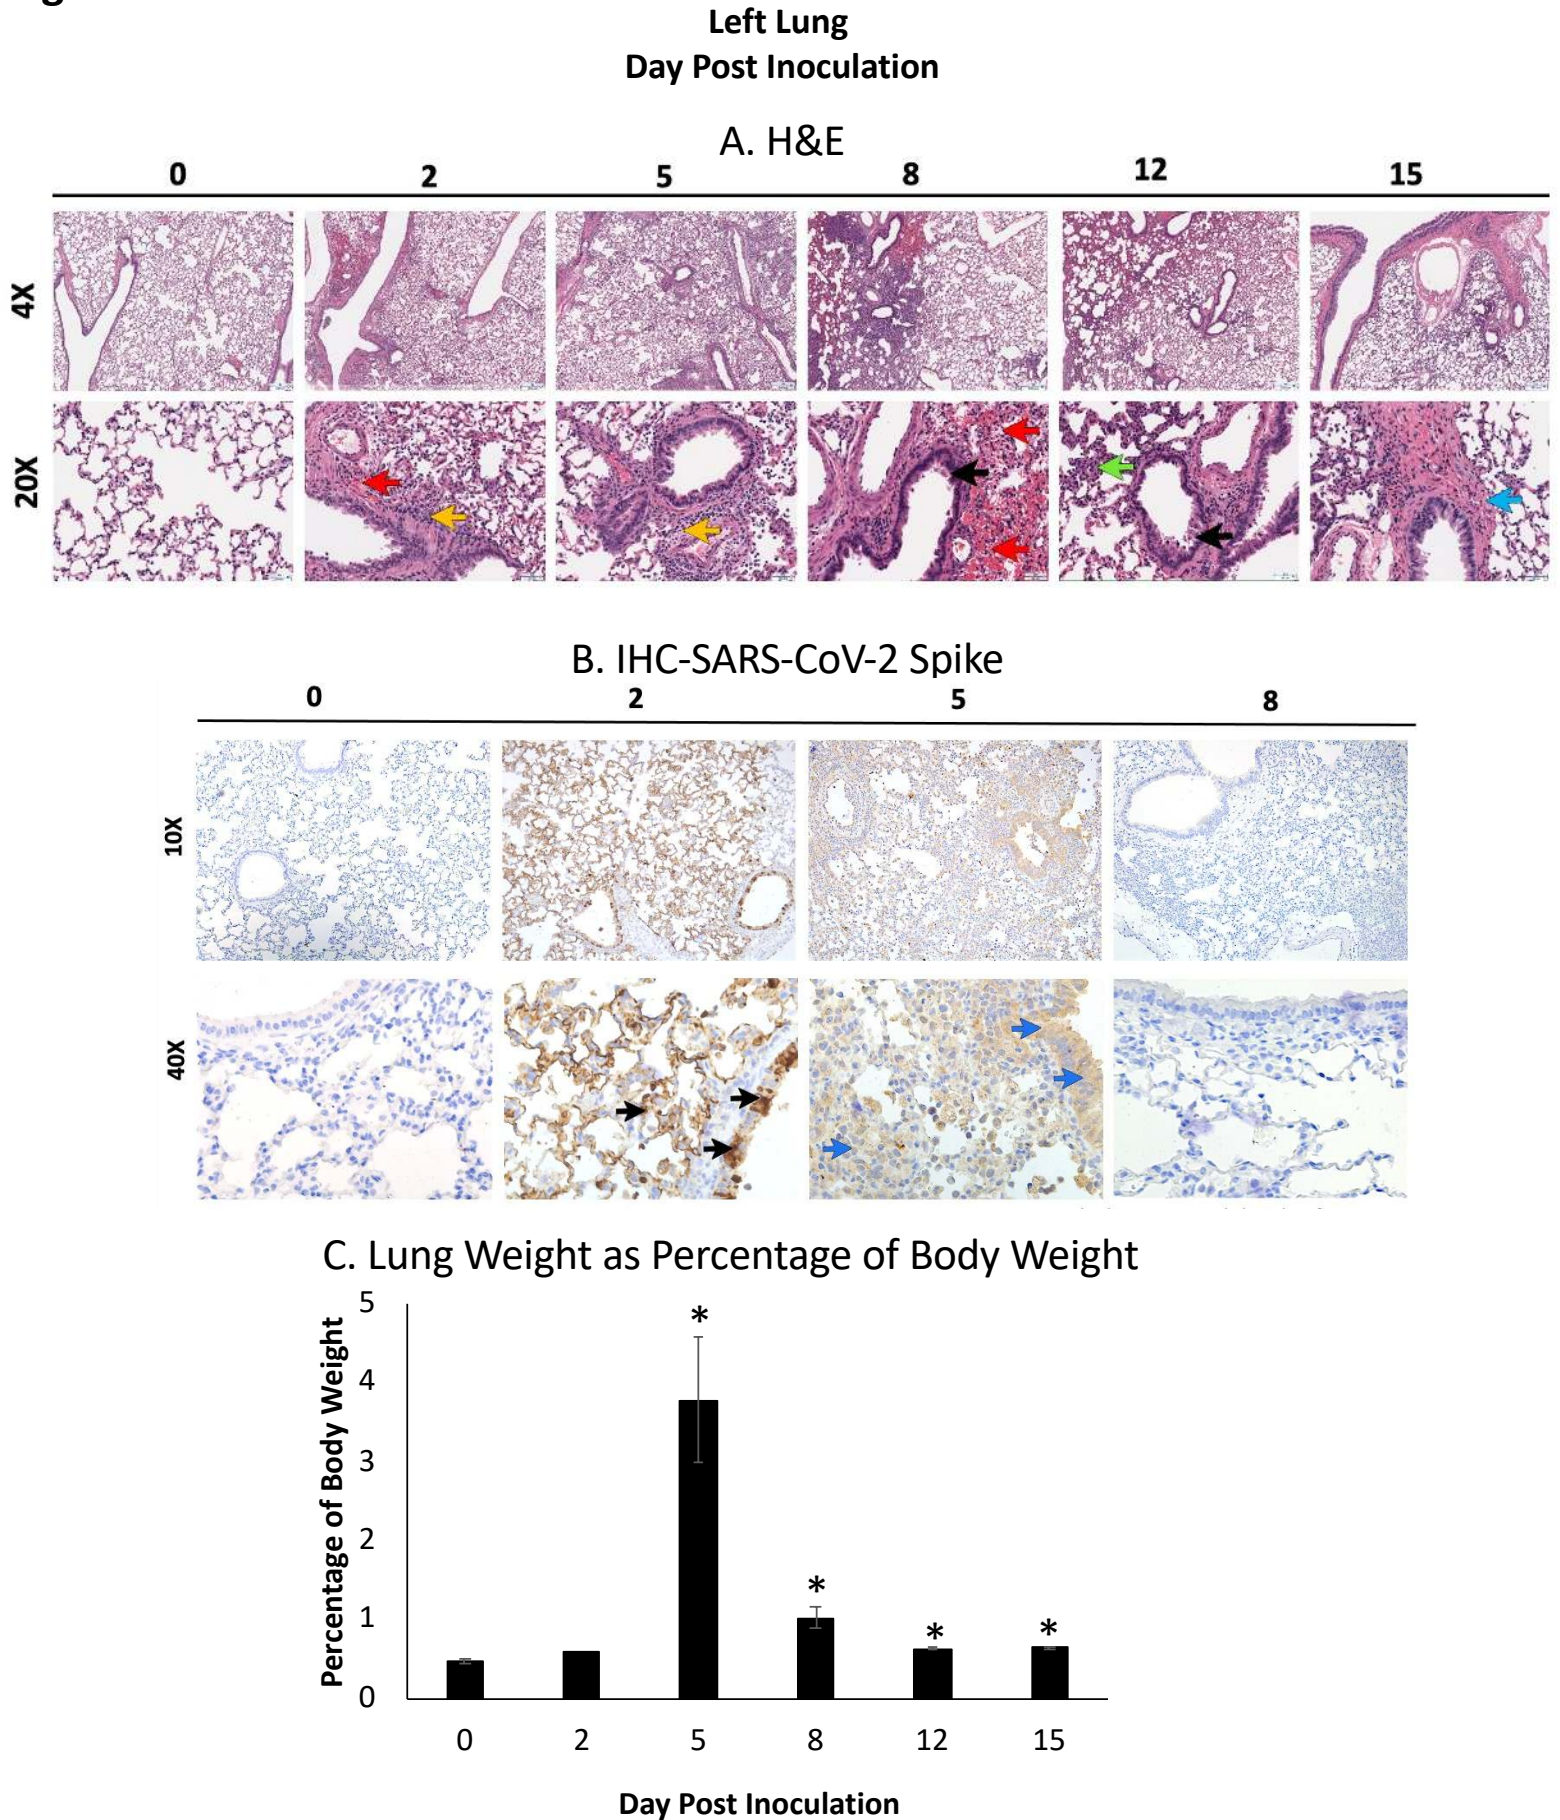 Left Lung
Day Post Inoculation
A. H&E
0 2 5 8 12 15
4X
20X
B. IHC-SARS-CoV-2 Spike
0 2 5 8
10X
40X
C. Lung Weight as Percentage of Body Weight
Percentage of Body Weight
5
*
4
3
2
*
1
* *
0
0 2 5 8 12 15
Day Post Inoculation